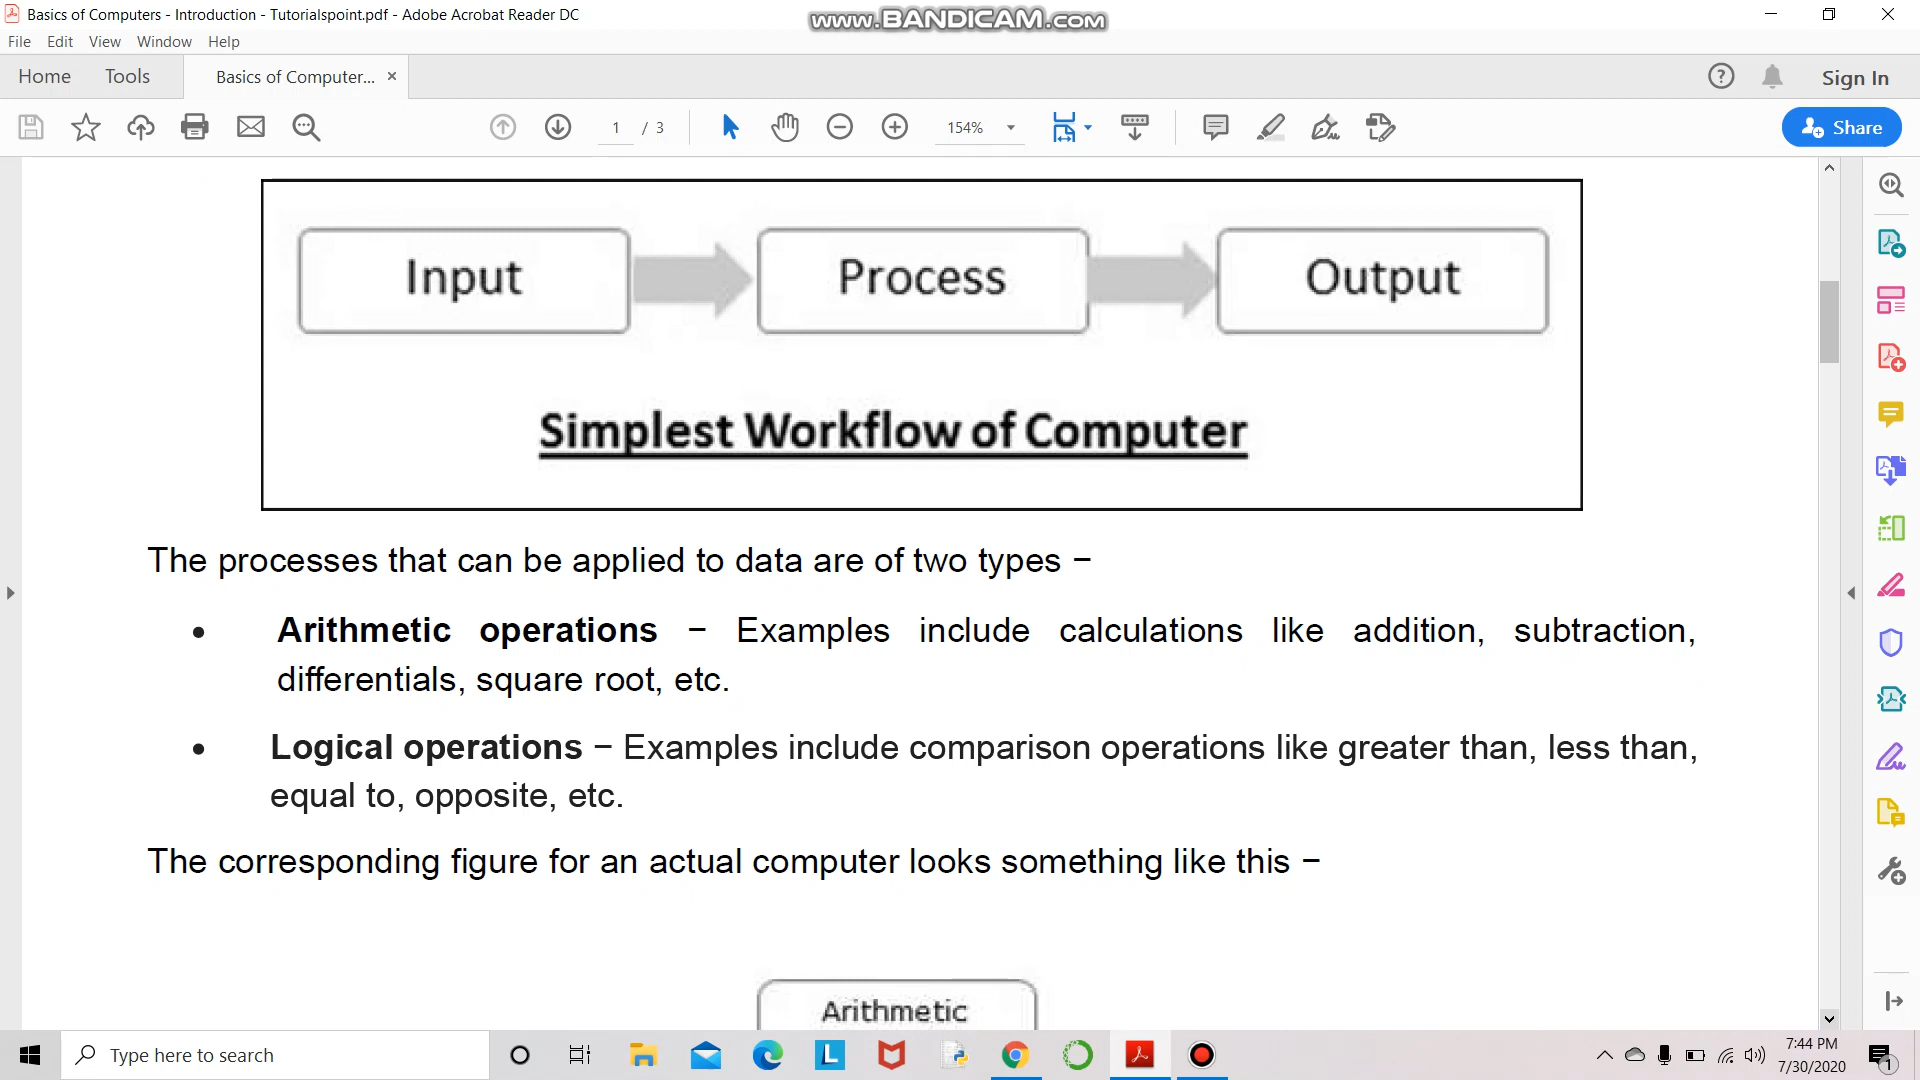 Basics of Computers - Introduction - Tutorialspoint.pdf - Adobe Acrobat Reader DC
www.BANDICAM.com
File Edit View Window Help
Home Tools Basics of Computer... ×
Sign In
1 / 3
154%
Share
Input
Process
Output
Simplest Workflow of Computer
The processes that can be applied to data are of two types −
• Arithmetic operations − Examples include calculations like addition, subtraction,
differentials, square root, etc.
• Logical operations − Examples include comparison operations like greater than, less than,
equal to, opposite, etc.
The corresponding figure for an actual computer looks something like this −
Arithmetic
Type here to search
7:44 PM
7/30/2020
1